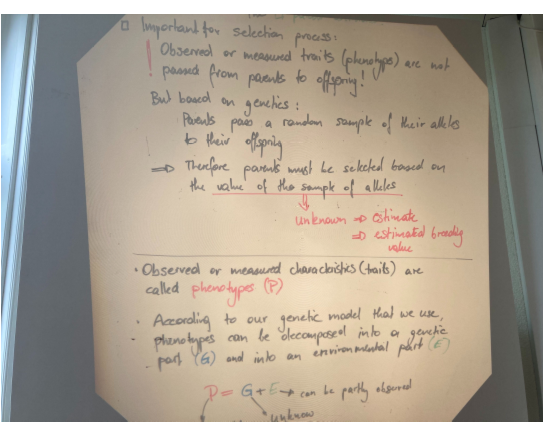 □ Important for selection process:
! Observed or measured traits (phenotype) are not
passed from parents to offspring!
But based on genetics:
Parents pass a random sample of their alleles
to their offspring
⇒ Therefore parents must be selected based on
the value of the sample of alleles
unknown ⇒ estimate
⇒ estimated breeding
value
• Observed or measured characteristics (traits) are
called phenotypes (P)
• According to our genetic model that we use,
phenotypes can be decomposed into a genetic
part (G) and into an environmental part (E)
P = G + E → can be partly observed
unknown